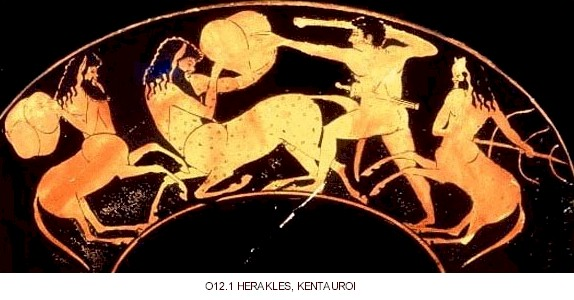 O12.1 HERAKLES, KENTAUROI